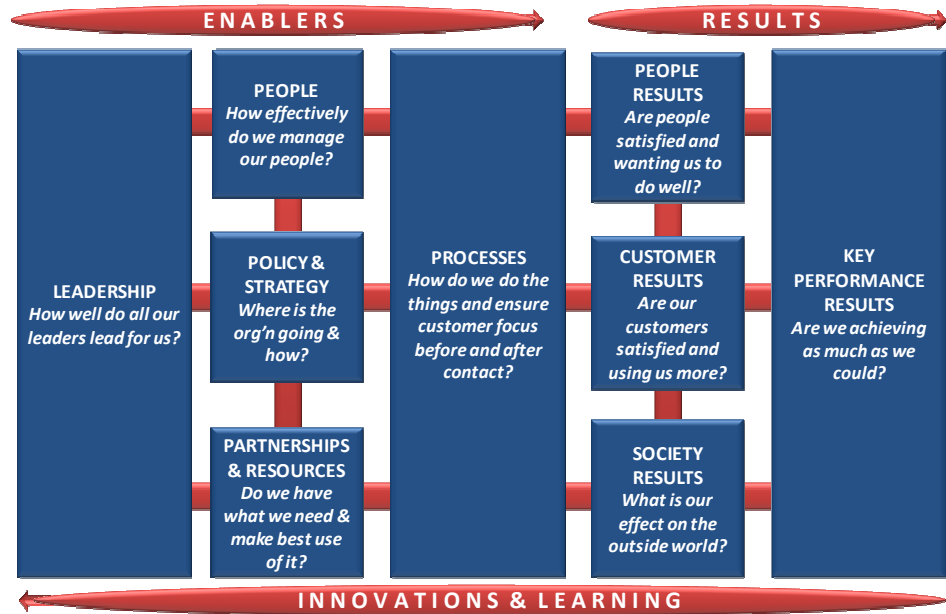 ENABLERS
RESULTS
LEADERSHIP
How well do all our
leaders lead for us?
PEOPLE
How effectively
do we manage
our people?
POLICY &
STRATEGY
Where is the
org'n going &
how?
PARTNERSHIPS
& RESOURCES
Do we have
what we need &
make best use
of it?
PROCESSES
How do we do the
things and ensure
customer focus
before and after
contact?
PEOPLE
RESULTS
Are people
satisfied and
wanting us to
do well?
CUSTOMER
RESULTS
Are our
customers
satisfied and
using us more?
SOCIETY
RESULTS
What is our
effect on the
outside world?
KEY
PERFORMANCE
RESULTS
Are we achieving
as much as we
could?
INNOVATIONS & LEARNING